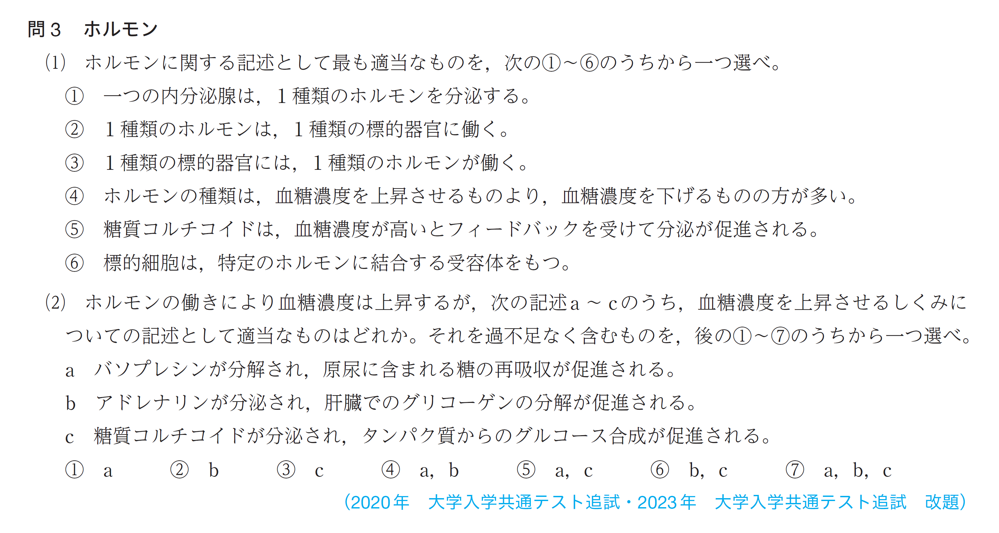 問3　ホルモン
(1)　ホルモンに関する記述として最も適当なものを，次の①～⑥のうちから一つ選べ。
①　一つの内分泌腺は，1種類のホルモンを分泌する。
②　1種類のホルモンは，1種類の標的器官に働く。
③　1種類の標的器官には，1種類のホルモンが働く。
④　ホルモンの種類は，血糖濃度を上昇させるものより，血糖濃度を下げるものの方が多い。
⑤　糖質コルチコイドは，血糖濃度が高いとフィードバックを受けて分泌が促進される。
⑥　標的細胞は，特定のホルモンに結合する受容体をもつ。
(2)　ホルモンの働きにより血糖濃度は上昇するが，次の記述a～cのうち，血糖濃度を上昇させるしくみに
ついての記述として適当なものはどれか。それを過不足なく含むものを，後の①～⑦のうちから一つ選べ。
a　バソプレシンが分解され，原尿に含まれる糖の再吸収が促進される。
b　アドレナリンが分泌され，肝臓でのグリコーゲンの分解が促進される。
c　糖質コルチコイドが分泌され，タンパク質からのグルコース合成が促進される。
①　a　②　b　③　c　④　a，b　⑤　a，c　⑥　b，c　⑦　a，b，c
（2020年　大学入学共通テスト追試・2023年　大学入学共通テスト追試　改題）